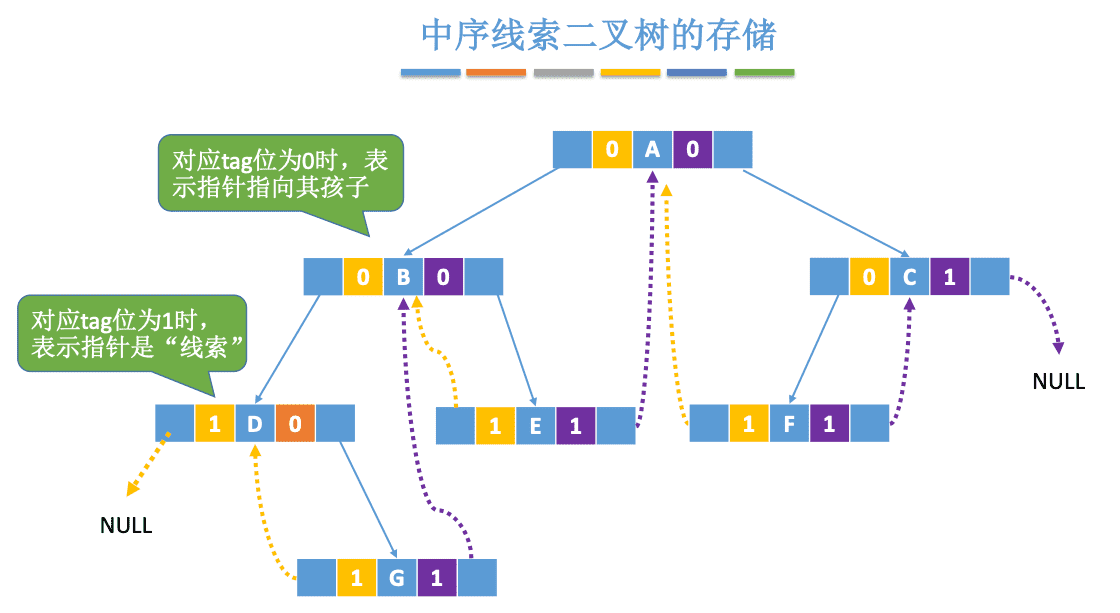 中序线索二叉树的存储
对应tag位为0时，表
示指针指向其孩子
0 A 0
0 B 0
0 C 1
对应tag位为1时，
表示指针是“线索”
NULL
1 D 0
1 E 1
1 F 1
NULL
1 G 1